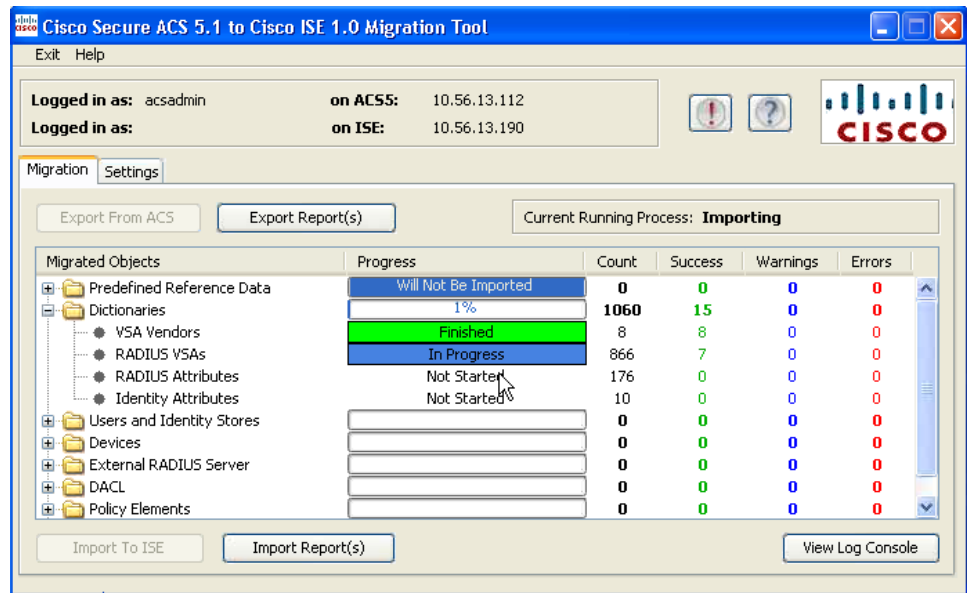 cisco Cisco Secure ACS 5.1 to Cisco ISE 1.0 Migration Tool
Exit Help
Logged in as: acsadmin on ACS5: 10.56.13.112
Logged in as: on ISE: 10.56.13.190
CISCO
Migration Settings
Export From ACS Export Report(s) Current Running Process: Importing
Migrated Objects Progress Count Success Warnings Errors
Predefined Reference Data Will Not Be Imported 0 0 0 0
Dictionaries 1% 1060 15 0 0
VSA Vendors Finished 8 8 0 0
RADIUS VSAs In Progress 866 7 0 0
RADIUS Attributes Not Started 176 0 0 0
Identity Attributes Not Started 10 0 0 0
Users and Identity Stores 0 0 0 0
Devices 0 0 0 0
External RADIUS Server 0 0 0 0
DACL 0 0 0 0
Policy Elements 0 0 0 0
Import To ISE Import Report(s) View Log Console